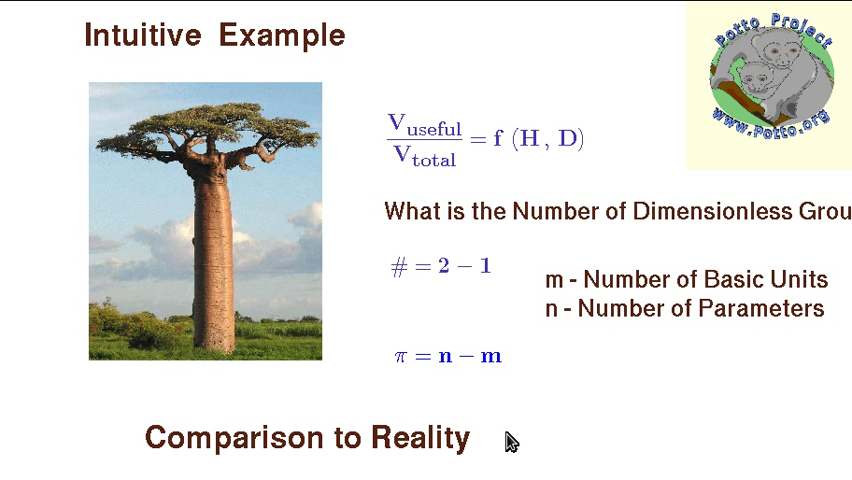 Intuitive Example
Potto Project
www.Potto.org
V_useful / V_total = f (H, D)
What is the Number of Dimensionless Grou
# = 2 − 1
m - Number of Basic Units
n - Number of Parameters
π = n − m
Comparison to Reality